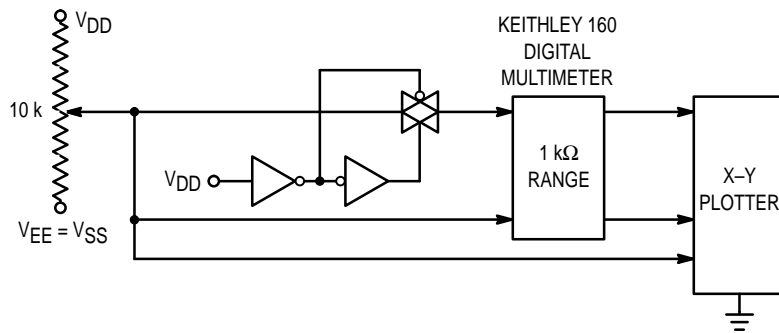 V_DD
10 k
V_EE = V_SS
V_DD
KEITHLEY 160
DIGITAL
MULTIMETER
1 kΩ
RANGE
X–Y
PLOTTER